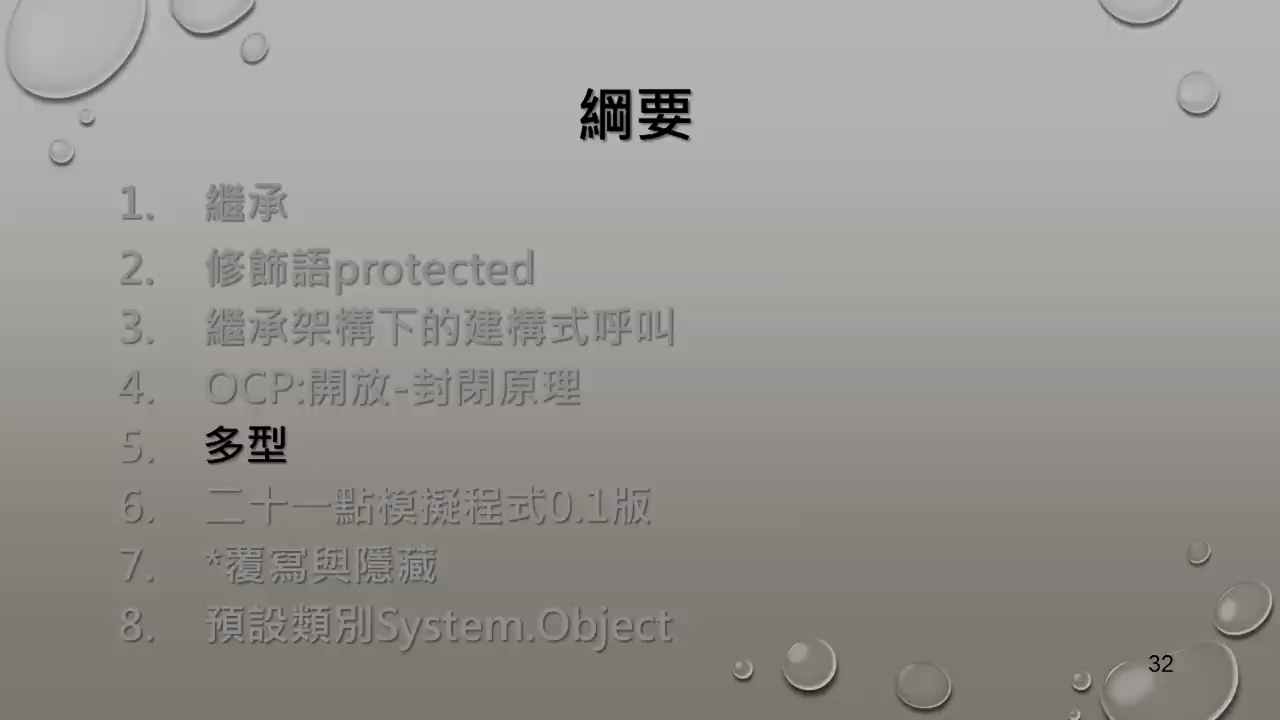 綱要
1. 繼承
2. 修飾語protected
3. 繼承架構下的建構式呼叫
4. OCP:開放-封閉原理
5. 多型
6. 二十一點模擬程式0.1版
7. *覆寫與隱藏
8. 預設類別System.Object
32